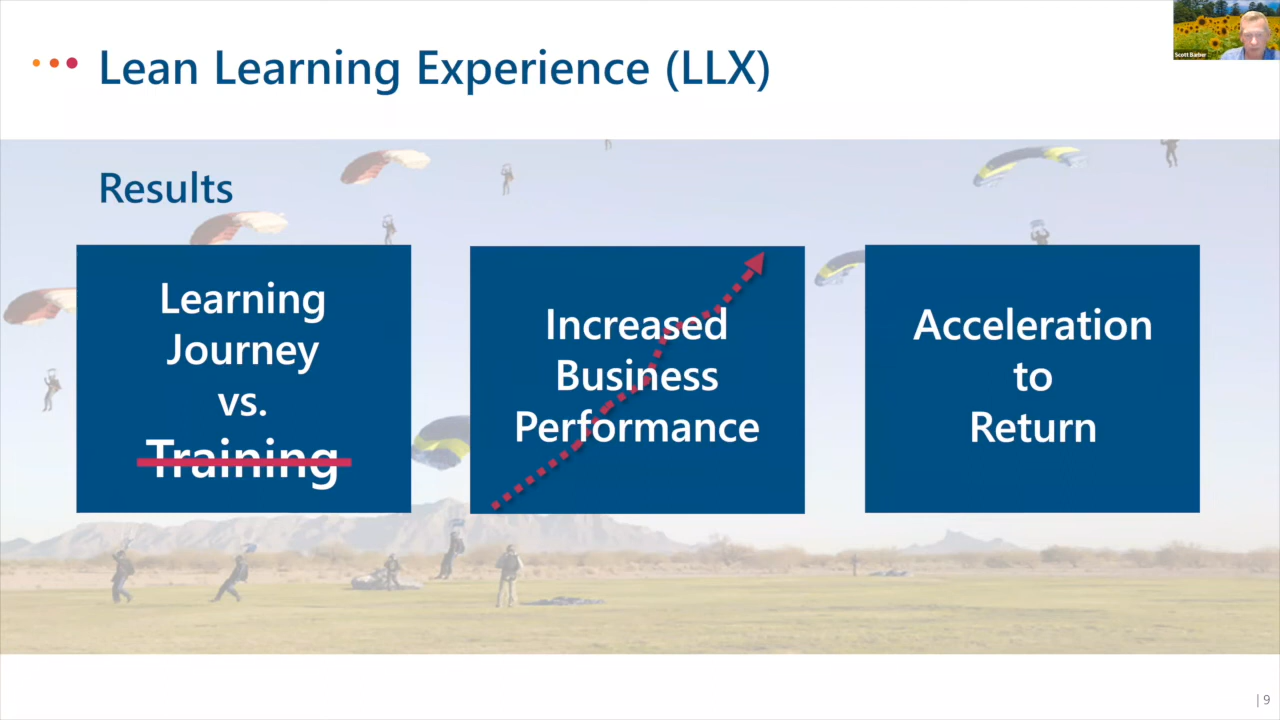 Lean Learning Experience (LLX)
Scott Barber
Results
Learning
Journey
vs.
Training
Increased
Business
Performance
Acceleration
to
Return
| 9